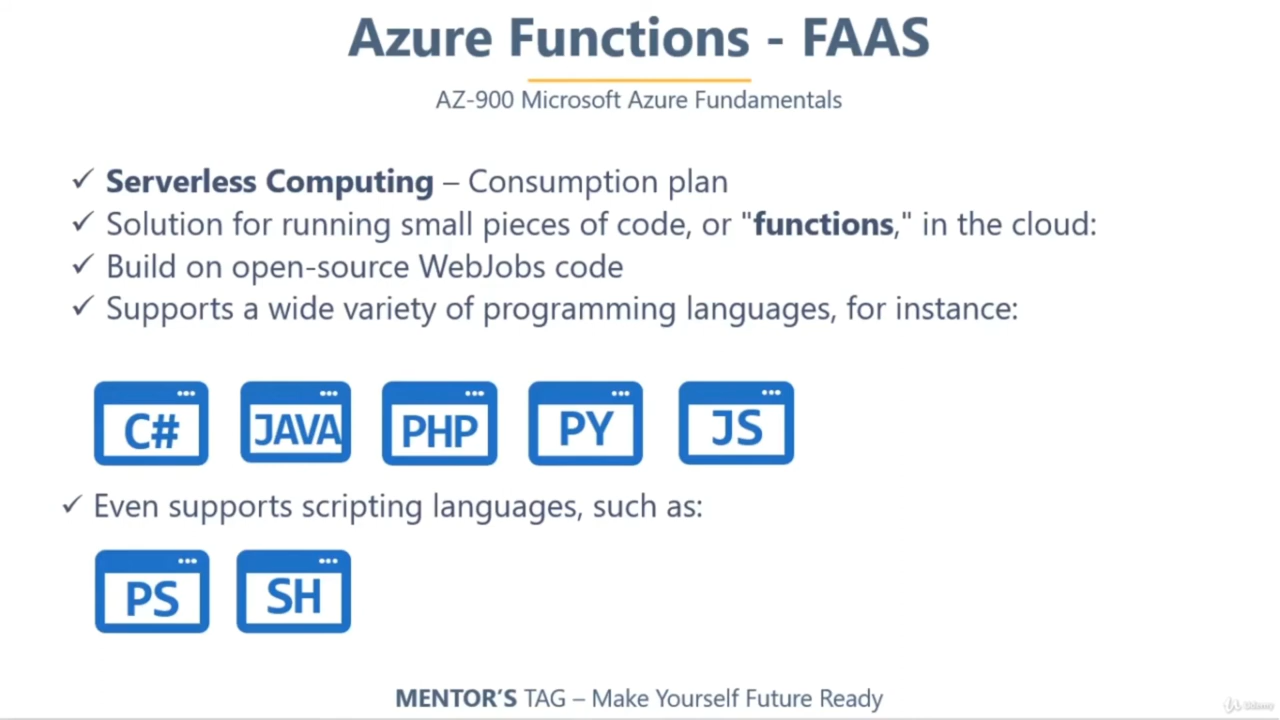 Azure Functions - FAAS
AZ-900 Microsoft Azure Fundamentals
✓ Serverless Computing – Consumption plan
✓ Solution for running small pieces of code, or "functions," in the cloud:
✓ Build on open-source WebJobs code
✓ Supports a wide variety of programming languages, for instance:
C# JAVA PHP PY JS
✓ Even supports scripting languages, such as:
PS SH
MENTOR’S TAG – Make Yourself Future Ready
Udemy